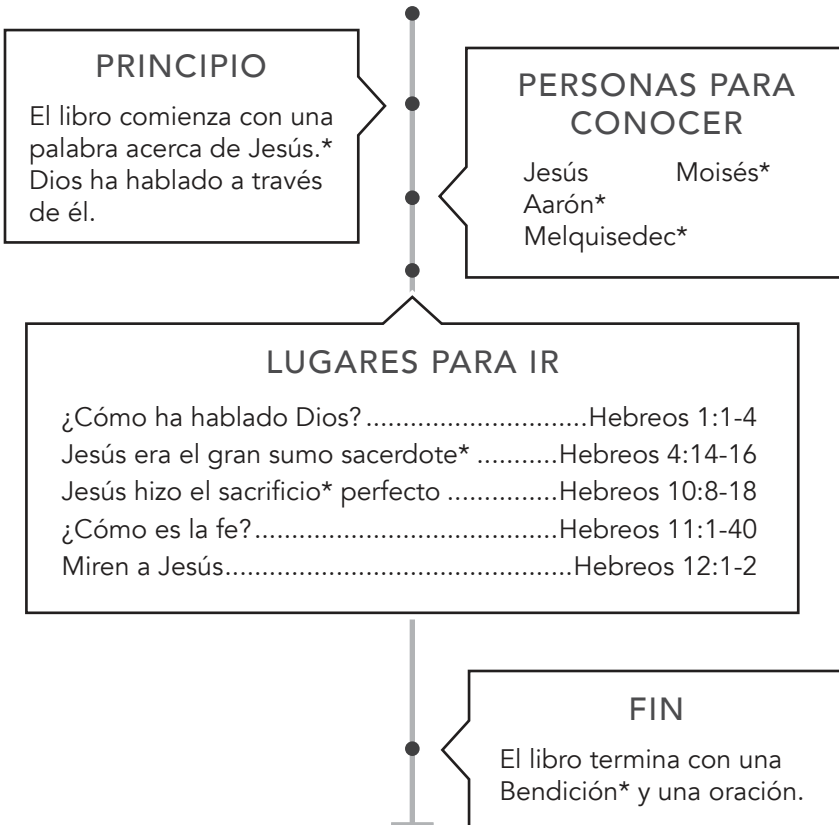 PRINCIPIO
El libro comienza con una
palabra acerca de Jesús.*
Dios ha hablado a través
de él.
PERSONAS PARA
CONOCER
Jesús Moisés*
Aarón*
Melquisedec*
LUGARES PARA IR
¿Cómo ha hablado Dios?................................Hebreos 1:1-4
Jesús era el gran sumo sacerdote* ...........Hebreos 4:14-16
Jesús hizo el sacrificio* perfecto ...............Hebreos 10:8-18
¿Cómo es la fe?............................................Hebreos 11:1-40
Miren a Jesús..................................................Hebreos 12:1-2
FIN
El libro termina con una
Bendición* y una oración.